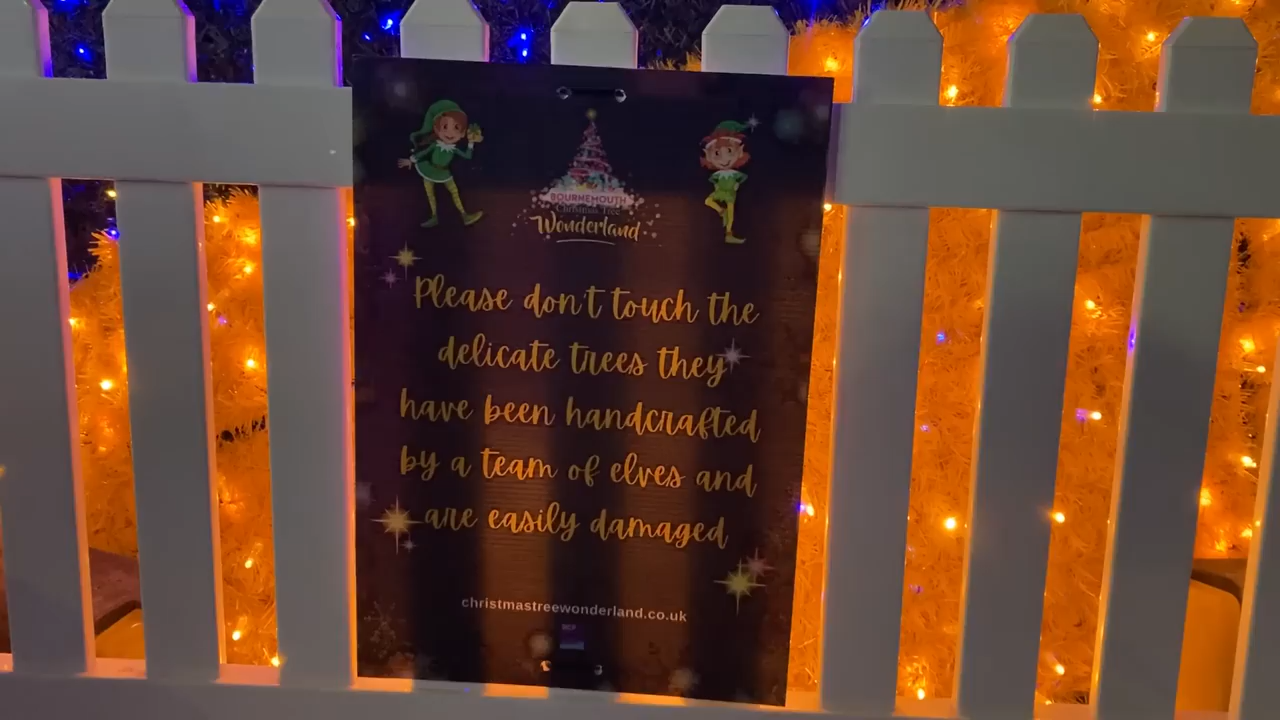 BOURNEMOUTH
Christmas Tree
Wonderland
Please don't touch the
delicate trees they
have been handcrafted
by a team of elves and
are easily damaged
christmastreewonderland.co.uk
BCP